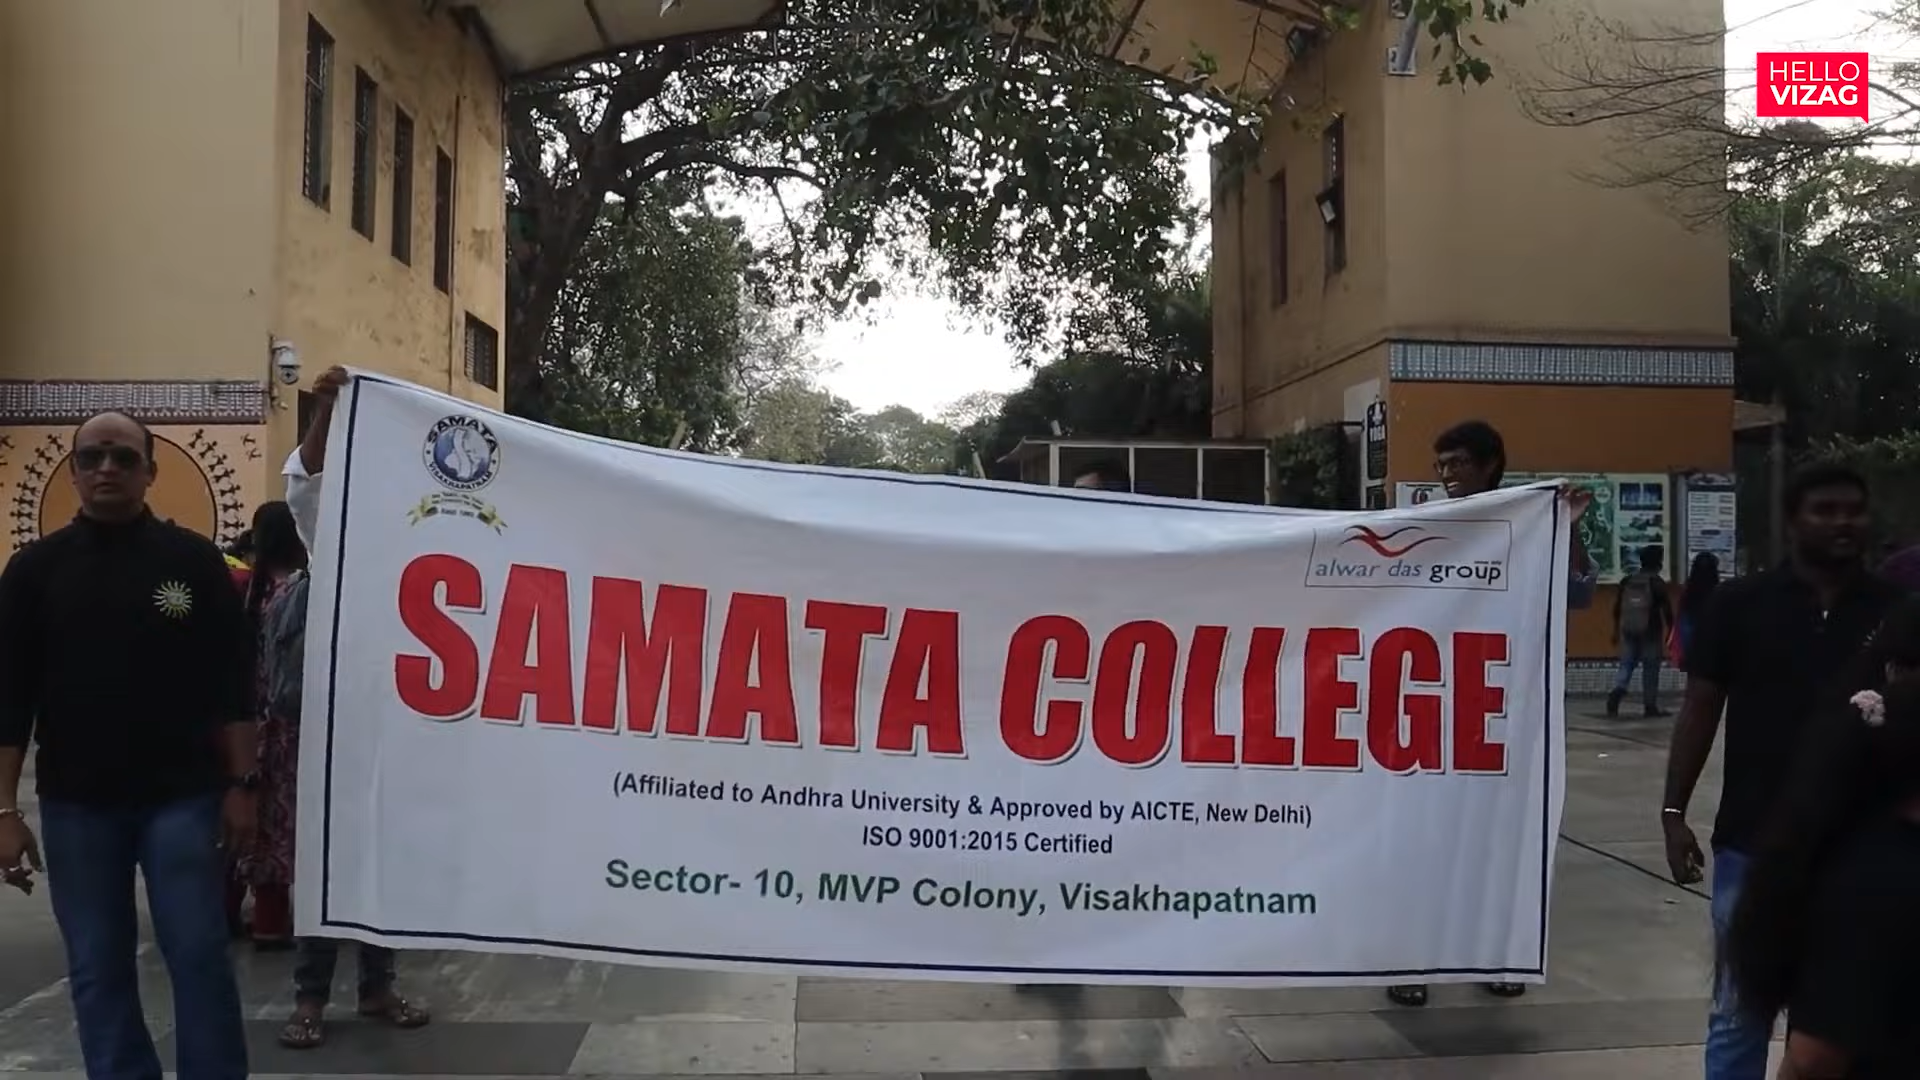 HELLO
VIZAG
SAMATA
VISAKHAPATNAM
alwar das group
SAMATA COLLEGE
(Affiliated to Andhra University & Approved by AICTE, New Delhi)
ISO 9001:2015 Certified
Sector- 10, MVP Colony, Visakhapatnam
YOGA